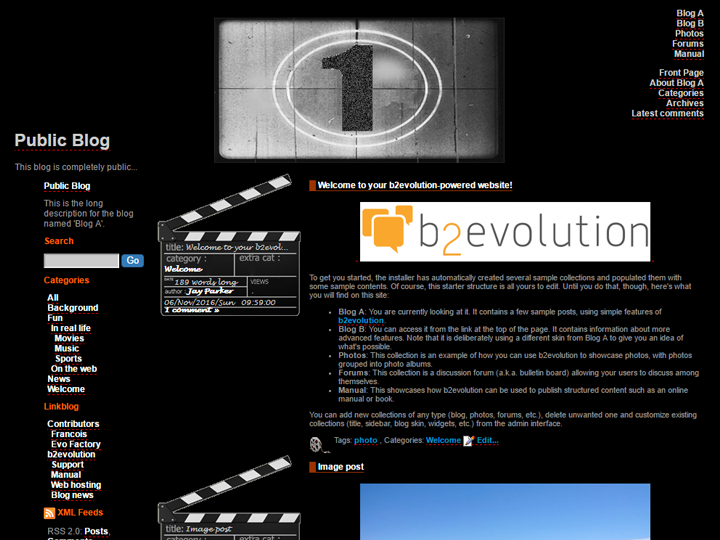 Blog A
Blog B
Photos
Forums
Manual
Front Page
About Blog A
Categories
Archives
Latest comments
1
Public Blog
This blog is completely public...
Public Blog
This is the long
description for the blog
named 'Blog A'.
Search
Go
Categories
All
Background
Fun
In real life
Movies
Music
Sports
On the web
News
Welcome
Linkblog
Contributors
Francois
Evo Factory
b2evolution
Support
Manual
Web hosting
Blog news
XML Feeds
RSS 2.0: Posts,
Comments
title: Welcome to your b2evol...
category : extra cat :
Welcome
DATE 189 words long VIEWS
author Jay Parker .
06/Nov/2016/Sun 09:59:00
1 comment »
Welcome to your b2evolution-powered website!
b2evolution
To get you started, the installer has automatically created several sample collections and populated them with
some sample contents. Of course, this starter structure is all yours to edit. Until you do that, though, here's what
you will find on this site:
• Blog A: You are currently looking at it. It contains a few sample posts, using simple features of
b2evolution.
• Blog B: You can access it from the link at the top of the page. It contains information about more
advanced features. Note that it is deliberately using a different skin from Blog A to give you an idea of
what's possible.
• Photos: This collection is an example of how you can use b2evolution to showcase photos, with photos
grouped into photo albums.
• Forums: This collection is a discussion forum (a.k.a. bulletin board) allowing your users to discuss among
themselves.
• Manual: This showcases how b2evolution can be used to publish structured content such as an online
manual or book.
You can add new collections of any type (blog, photos, forums, etc.), delete unwanted one and customize existing
collections (title, sidebar, blog skin, widgets, etc.) from the admin interface.
Tags: photo , Categories: Welcome Edit...
title: Image post
category : extra cat :
Image post